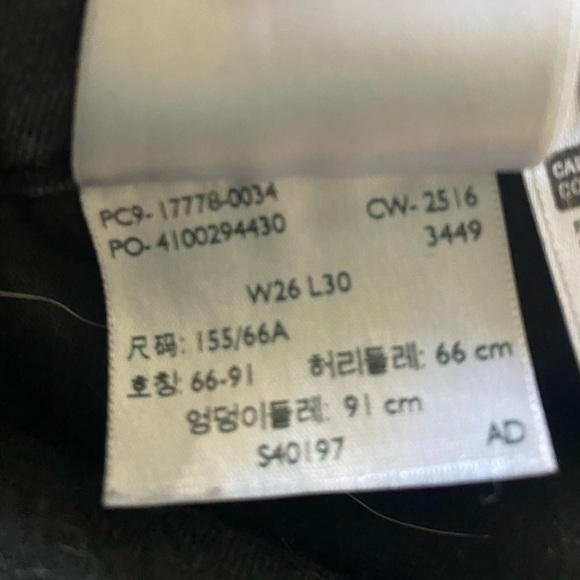 PC9-17778-0034 CW-2516
PO-4100294430 3449
W26 L30
尺码: 155/66A
호칭: 66-91 허리둘레: 66 cm
엉덩이둘레: 91 cm
S40197 AD